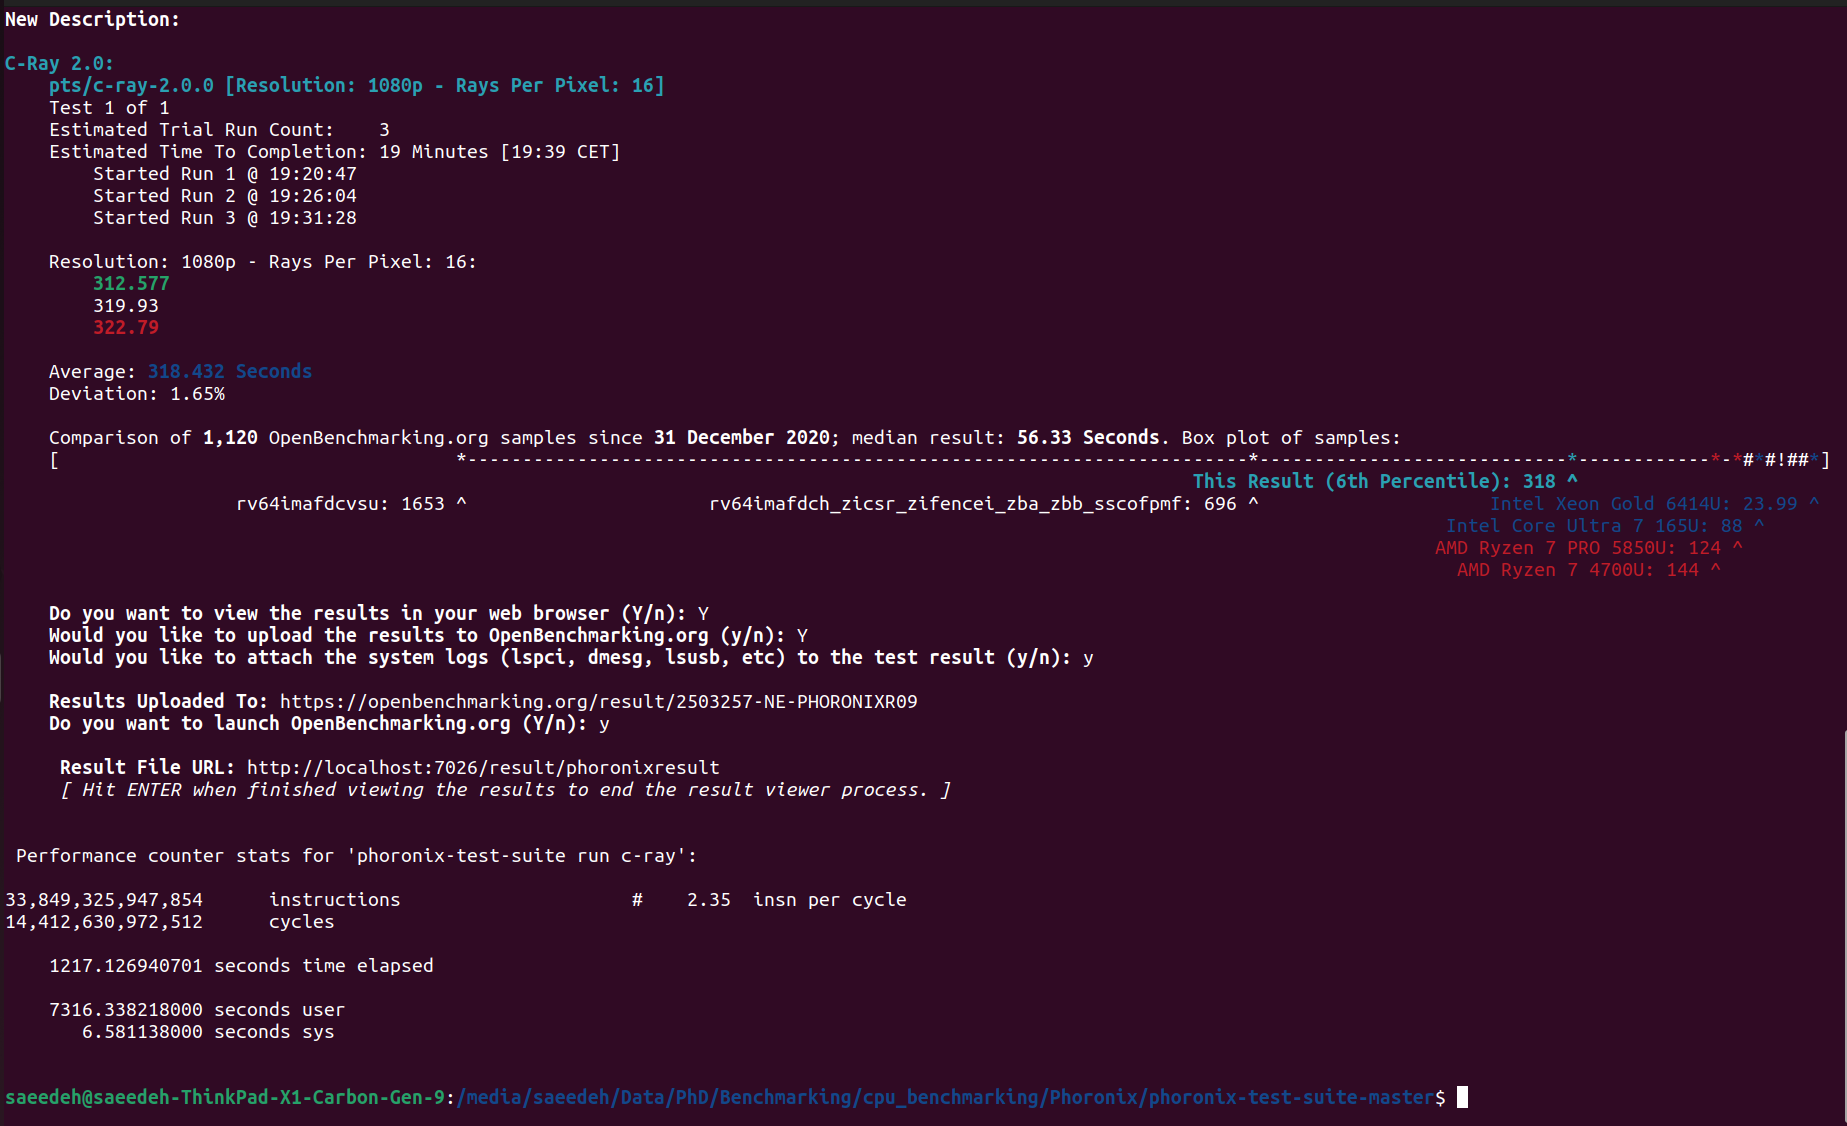 New Description:
C-Ray 2.0:
pts/c-ray-2.0.0 [Resolution: 1080p - Rays Per Pixel: 16]
Test 1 of 1
Estimated Trial Run Count:    3
Estimated Time To Completion: 19 Minutes [19:39 CET]
Started Run 1 @ 19:20:47
Started Run 2 @ 19:26:04
Started Run 3 @ 19:31:28
Resolution: 1080p - Rays Per Pixel: 16:
312.577
319.93
322.79
Average: 318.432 Seconds
Deviation: 1.65%
Comparison of 1,120 OpenBenchmarking.org samples since 31 December 2020; median result: 56.33 Seconds. Box plot of samples:
[                                    *-----------------------------------------------------------------------*----------------------------*------------*-*#*#!##*]
This Result (6th Percentile): 318 ^
rv64imafdcvsu: 1653 ^                      rv64imafdch_zicsr_zifencei_zba_zbb_sscofpmf: 696 ^                     Intel Xeon Gold 6414U: 23.99 ^
Intel Core Ultra 7 165U: 88 ^
AMD Ryzen 7 PRO 5850U: 124 ^
AMD Ryzen 7 4700U: 144 ^
Do you want to view the results in your web browser (Y/n): Y
Would you like to upload the results to OpenBenchmarking.org (y/n): Y
Would you like to attach the system logs (lspci, dmesg, lsusb, etc) to the test result (y/n): y
Results Uploaded To: https://openbenchmarking.org/result/2503257-NE-PHORONIXR09
Do you want to launch OpenBenchmarking.org (Y/n): y
Result File URL: http://localhost:7026/result/phoronixresult
[ Hit ENTER when finished viewing the results to end the result viewer process. ]
Performance counter stats for 'phoronix-test-suite run c-ray':
33,849,325,947,854      instructions                     #    2.35  insn per cycle
14,412,630,972,512      cycles
1217.126940701 seconds time elapsed
7316.338218000 seconds user
6.581138000 seconds sys
saeedeh@saeedeh-ThinkPad-X1-Carbon-Gen-9:/media/saeedeh/Data/PhD/Benchmarking/cpu_benchmarking/Phoronix/phoronix-test-suite-master$